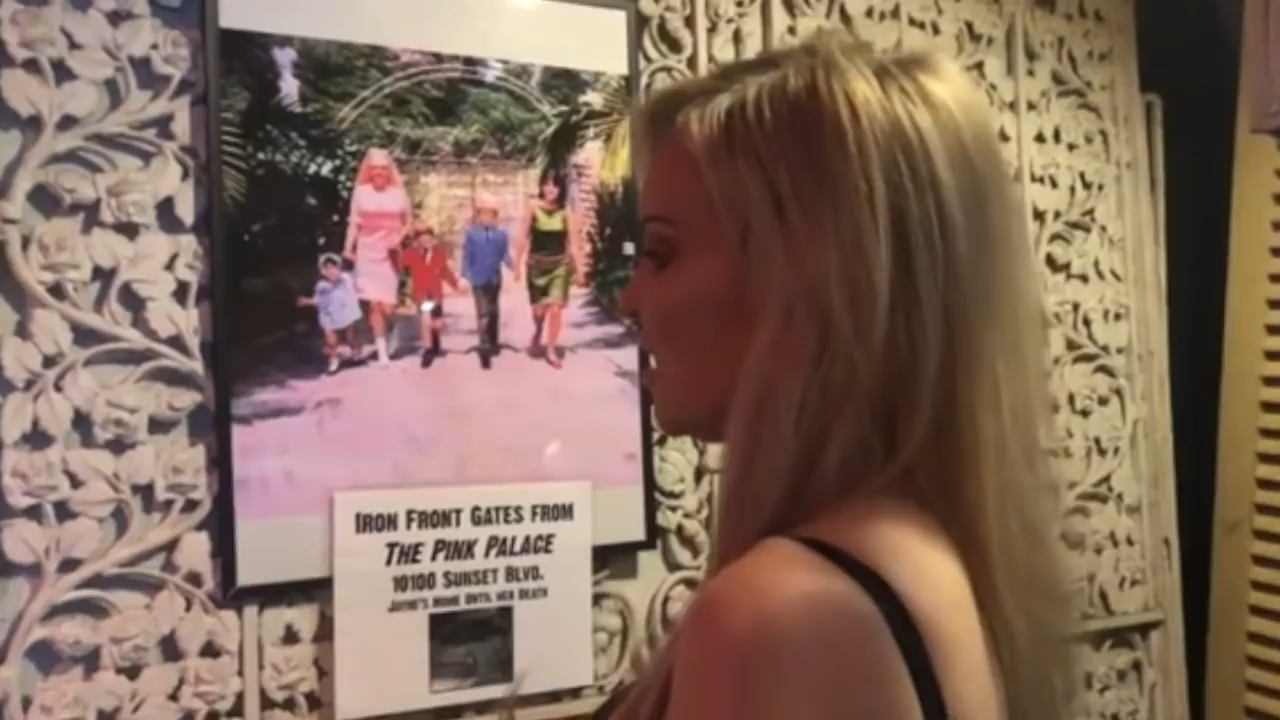 IRON FRONT GATES FROM
THE PINK PALACE
10100 SUNSET BLVD.
JAYNE'S HOME UNTIL HER DEATH